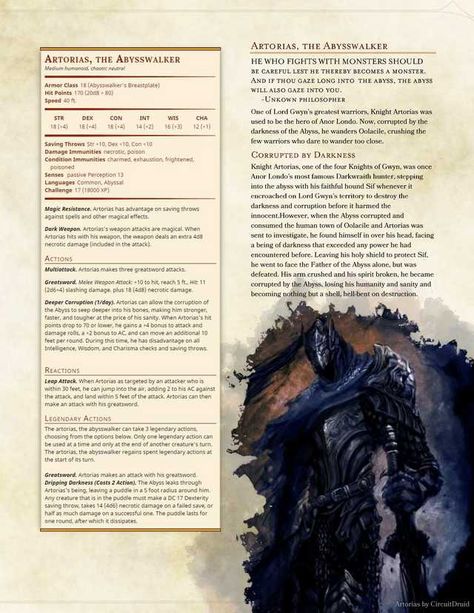 ARTORIAS, THE ABYSSWALKER
Medium humanoid, chaotic neutral
Armor Class 18 (Abysswalker's Breastplate)
Hit Points 170 (20d8 + 80)
Speed 40 ft.
STR DEX CON INT WIS CHA
18 (+4) 18 (+4) 18 (+4) 14 (+2) 16 (+3) 12 (+1)
Saving Throws Str +10, Dex +10, Con +10
Damage Immunities necrotic, poison
Condition Immunities charmed, exhaustion, frightened,
poisoned
Senses passive Perception 13
Languages Common, Abyssal
Challenge 17 (18000 XP)
Magic Resistance. Artorias has advantage on saving throws
against spells and other magical effects.
Dark Weapon. Artorias's weapon attacks are magical. When
Artorias hits with his weapon, the weapon deals an extra 4d8
necrotic damage (included in the attack).
ACTIONS
Multiattack. Artorias makes three greatsword attacks.
Greatsword. Melee Weapon Attack: +10 to hit, reach 5 ft., Hit: 11
(2d6+4) slashing damage. plus 18 (4d8) necrotic damage.
Deeper Corruption (1/day). Artorias can allow the corruption of
the Abyss to seep deeper into his bones, making him stronger,
faster, and tougher at the price of his sanity. When Artorias's hit
points drop to 70 or lower, he gains a +4 bonus to attack and
damage rolls, a +2 bonus to AC, and can move an additional 10
feet per round. During this time, he has disadvantage on all
Intelligence, Wisdom, and Charisma checks and saving throws.
REACTIONS
Leap Attack. When Artorias as targeted by an attacker who is
within 30 feet, he can jump into the air, adding 2 to his AC against
the attack, and land within 5 feet of the attack. Artorias can then
make an attack with his greatsword.
LEGENDARY ACTIONS
The artorias, the abysswalker can take 3 legendary actions,
choosing from the options below. Only one legendary action can
be used at a time and only at the end of another creature's turn.
The artorias, the abysswalker regains spent legendary actions at
the start of its turn.
Greatsword. Artorias makes an attack with his greatsword.
Dripping Darkness (Costs 2 Action). The Abyss leaks through
Artorias's being, leaving a puddle in a 5 foot radius around him.
Any creature that is in the puddle must make a DC 17 Dexterity
saving throw, takes 14 (4d6) necrotic damage on a failed save, or
half as much damage on a successful one. The puddle lasts for
one round, after which it dissipates.
ARTORIAS, THE ABYSSWALKER
HE WHO FIGHTS WITH MONSTERS SHOULD
BE CAREFUL LEST HE THEREBY BECOMES A MONSTER.
AND IF THOU GAZE LONG INTO THE ABYSS, THE ABYSS
WILL ALSO GAZE INTO YOU.
-UNKOWN PHILOSOPHER
One of Lord Gwyn's greatest warriors, Knight Artorias was
used to be the hero of Anor Londo. Now, corrupted by the
darkness of the Abyss, he wanders Oolacile, crushing the
few warriors who dare to wander too close.
CORRUPTED BY DARKNESS
Knight Artorias, one of the four Knights of Gwyn, was once
Anor Londo's most famous Darkwraith hunter, stepping
into the abyss with his faithful hound Sif whenever it
encroached on Lord Gwyn's territory to destroy the
darkness and corruption before it harmed the
innocent.However, when the Abyss corrupted and
consumed the human town of Oolacile and Artorias was
sent to investigate, he found himself in over his head, facing
a being of darkness that exceeded any power he had
encountered before. Leaving his holy shield to protect Sif,
he went to face the Father of the Abyss alone, but was
defeated. His arm crushed and his spirit broken, he became
corrupted by the Abyss, losing his humanity and sanity and
becoming nothing but a shell, hell-bent on destruction.
Artorias by CircuitDruid